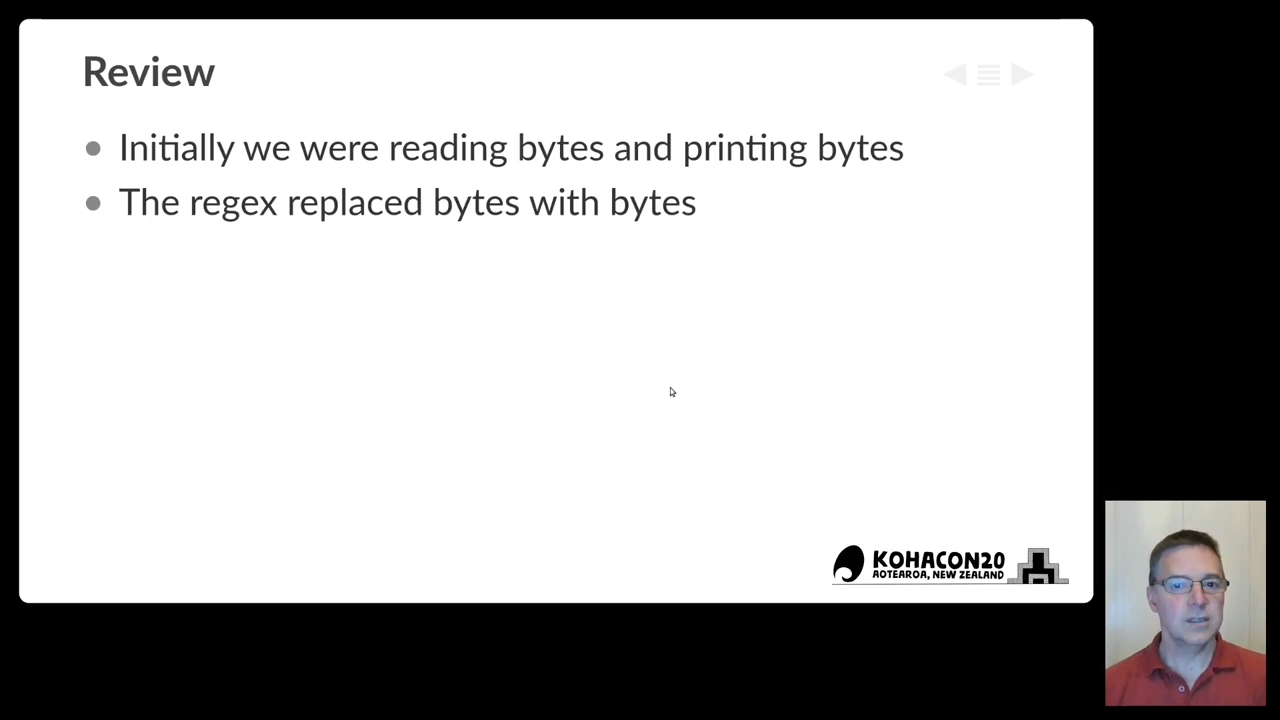 Review
Initially we were reading bytes and printing bytes
The regex replaced bytes with bytes
KOHACON20
AOTEAROA, NEW ZEALAND